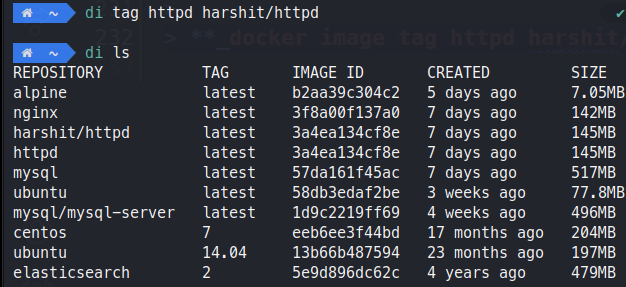 ~ di tag httpd harshit/httpd ✔
232 > **_docker image tag httpd harshit/
~ di ls
REPOSITORY TAG IMAGE ID CREATED SIZE
alpine latest b2aa39c304c2 5 days ago 7.05MB
nginx latest 3f8a00f137a0 7 days ago 142MB
harshit/httpd latest 3a4ea134cf8e 7 days ago 145MB
httpd latest 3a4ea134cf8e 7 days ago 145MB
mysql latest 57da161f45ac 7 days ago 517MB
ubuntu latest 58db3edaf2be 3 weeks ago 77.8MB
mysql/mysql-server latest 1d9c2219ff69 4 weeks ago 496MB
centos 7 eeb6ee3f44bd 17 months ago 204MB
ubuntu 14.04 13b66b487594 23 months ago 197MB
elasticsearch 2 5e9d896dc62c 4 years ago 479MB